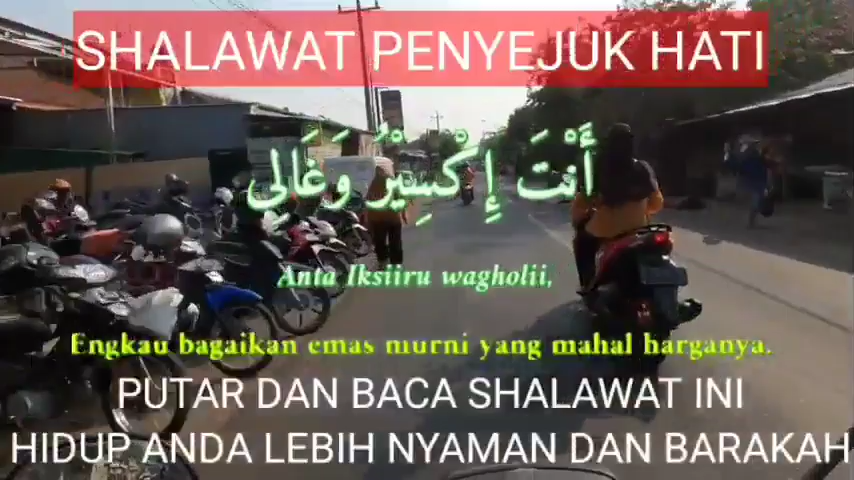 SHALAWAT PENYEJUK HATI
أَنْتَ إِكْسِيْرُ وَغَالِي
Anta Iksiiru wagholii,
Engkau bagaikan emas murni yang mahal harganya.
PUTAR DAN BACA SHALAWAT INI
HIDUP ANDA LEBIH NYAMAN DAN BARAKAH